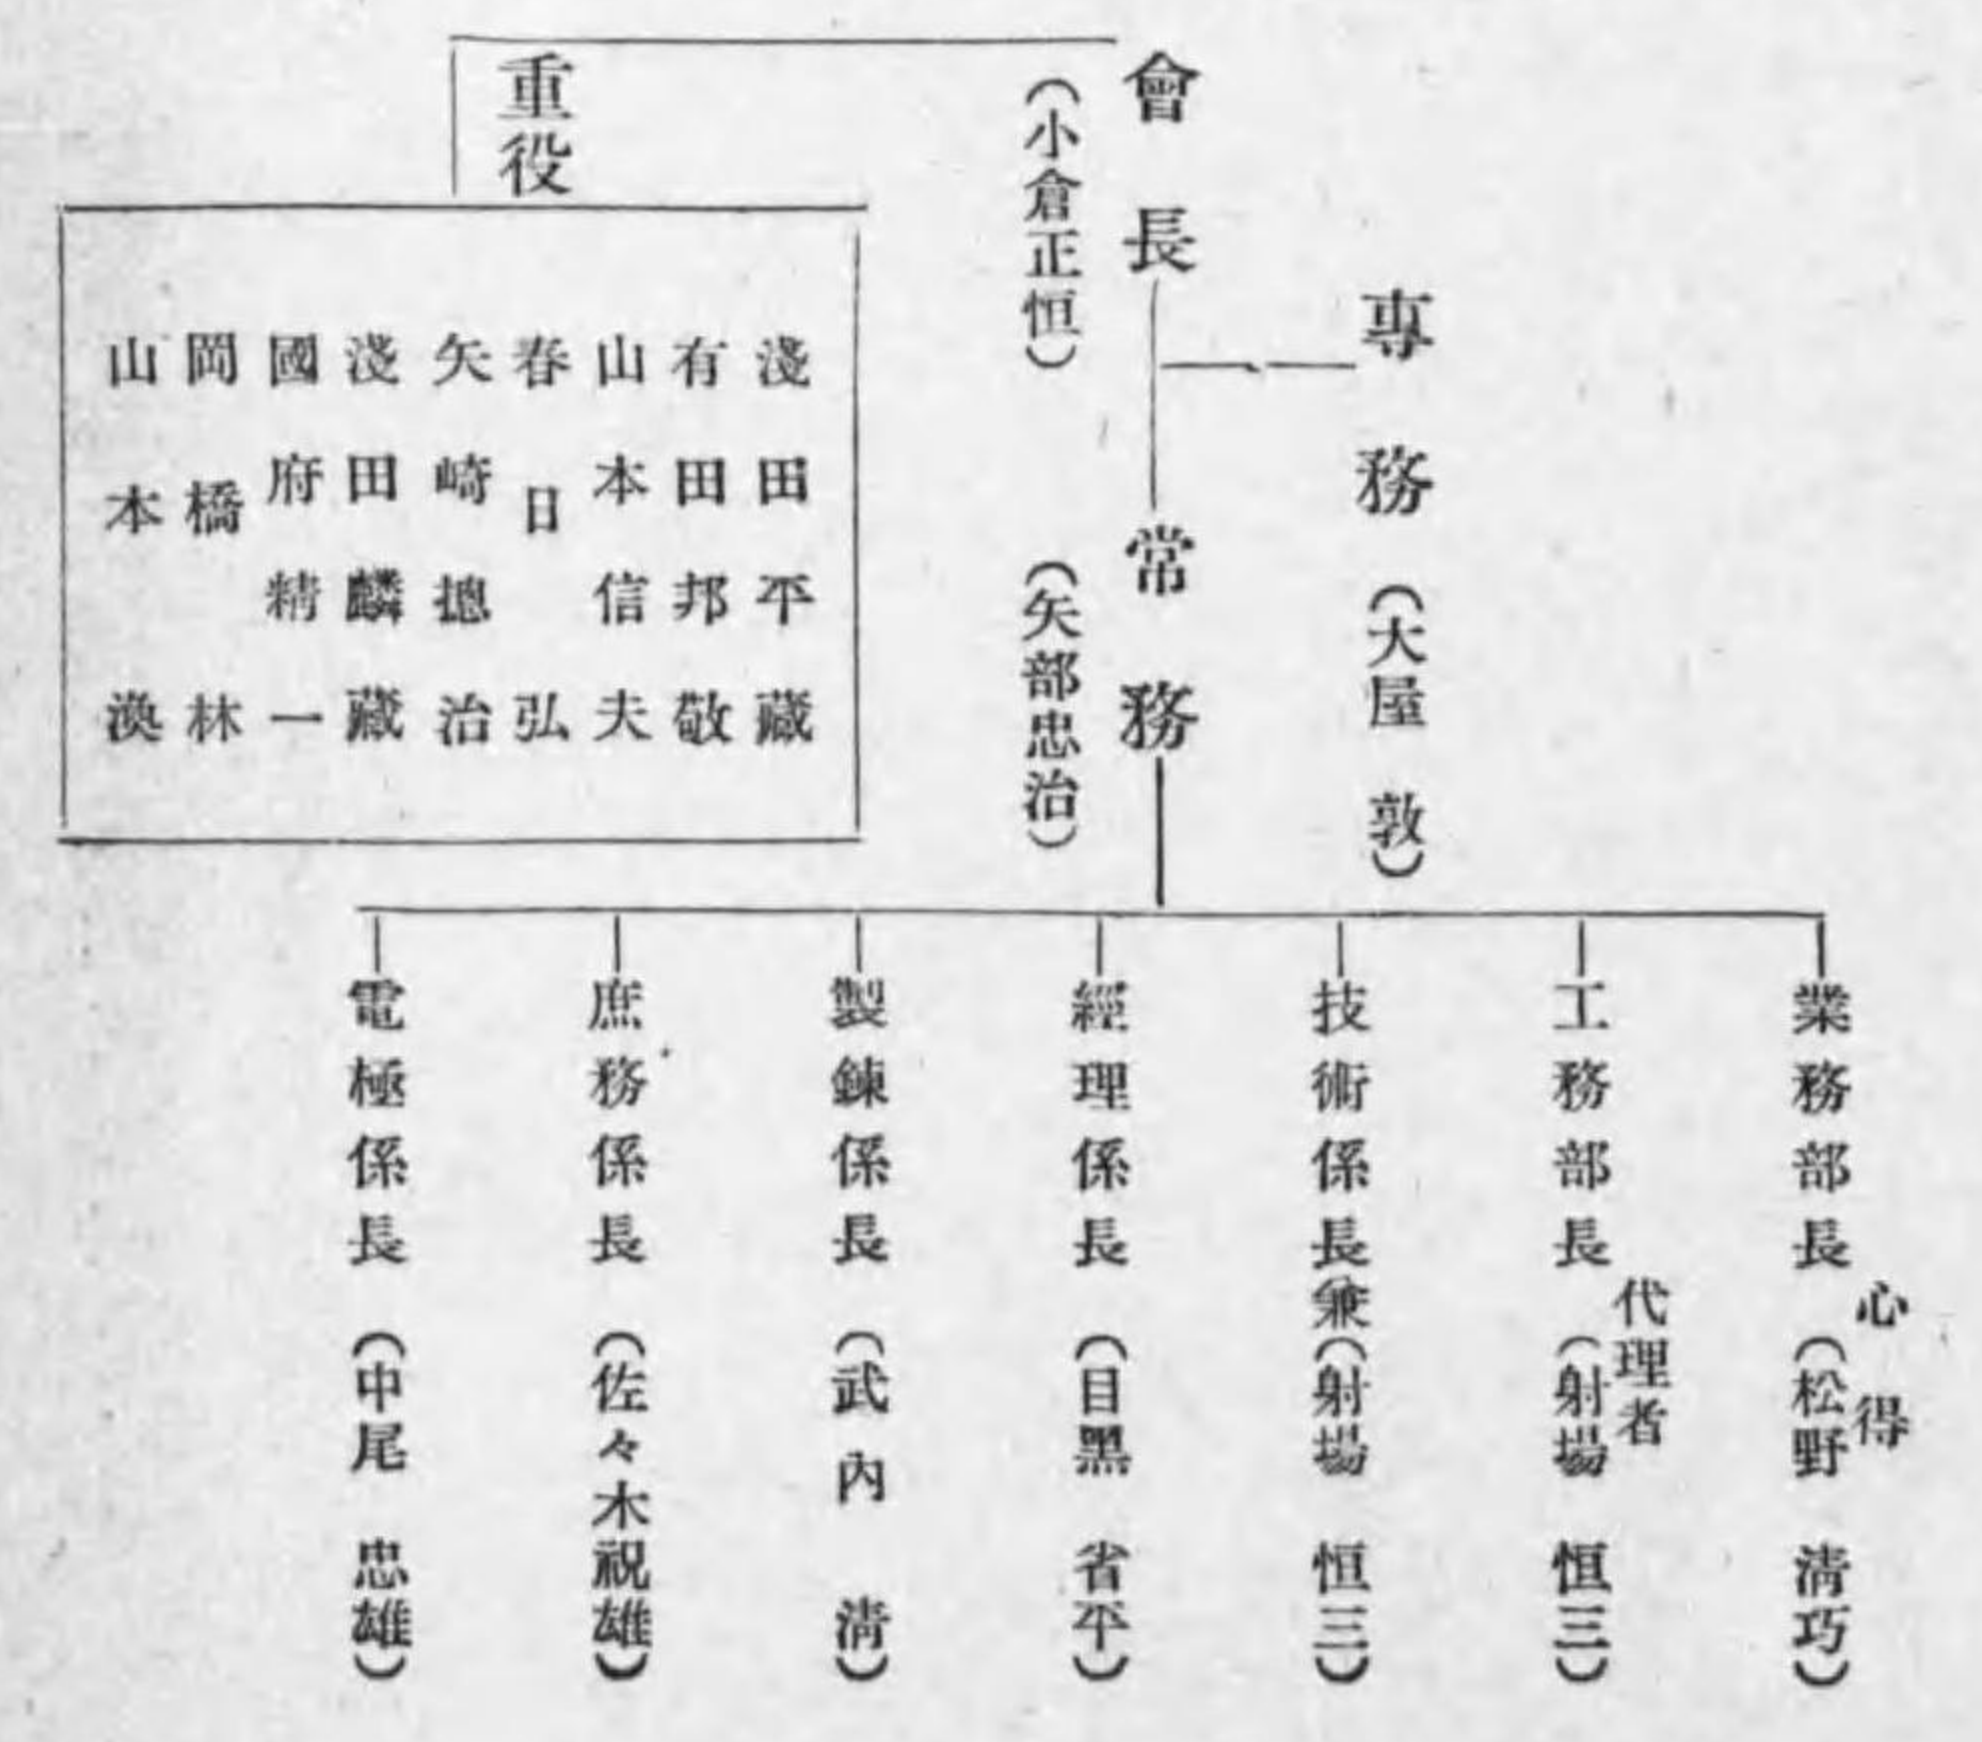 會長
(小倉正恒)
專務(大屋 敦)
常務
(矢部忠治)
重役
淺田平藏
有田邦敬
山本信夫
春日弘
矢崎摠治
淺田麟藏
國府精一
岡橋林
山本渙
業務部長(松野 淸巧)
心得
工務部長(射場 恒三)
代理者
技術係長兼(射場 恒三)
經理係長(目黑 省平)
製鍊係長(武內 淸)
庶務係長(佐々木祝雄)
電極係長(中尾 忠雄)